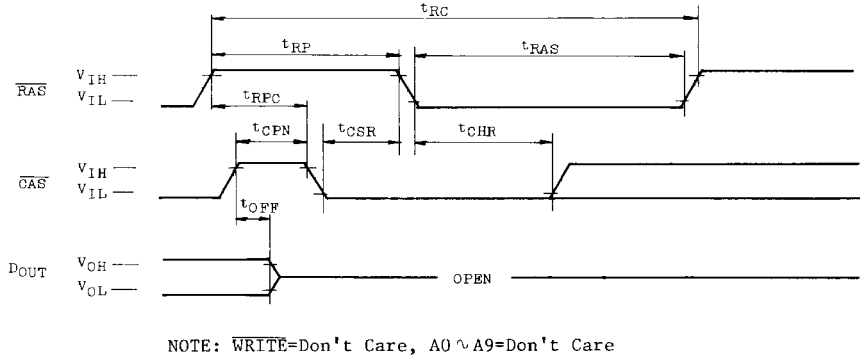 tRC
tRP
tRAS
RAS
VIH
VIL
tRPC
tCPN
tCSR
tCHR
CAS
VIH
VIL
tOFF
DOUT
VOH
VOL
OPEN
NOTE: WRITE=Don't Care, A0 ∿ A9=Don't Care